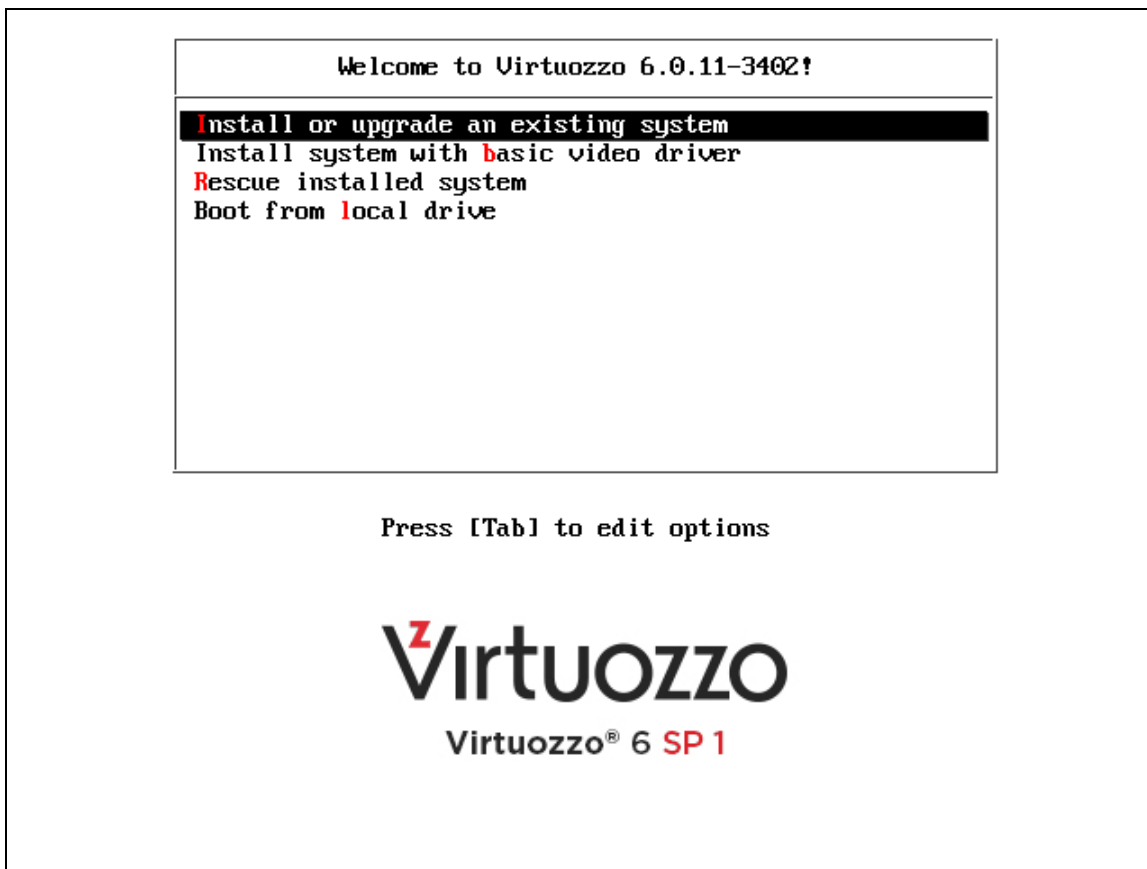 Welcome to Virtuozzo 6.0.11-3402!
Install or upgrade an existing system
Install system with basic video driver
Rescue installed system
Boot from local drive
Press [Tab] to edit options
Virtuozzo
Virtuozzo® 6 SP 1